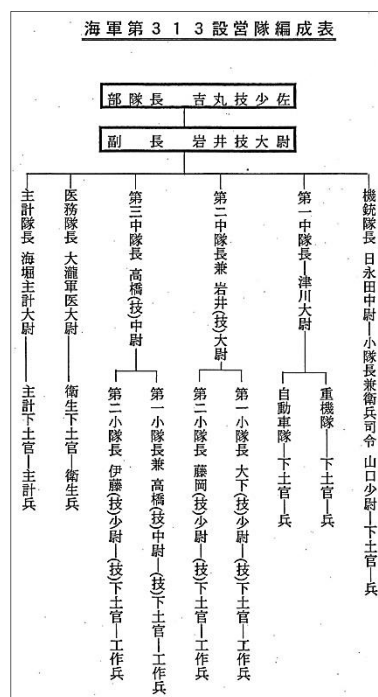 海軍第３１３設営隊編成表
部隊長 吉丸技少佐
副長 岩井技大尉
機銃隊長 日永田中尉―小隊長兼衛兵司令 山口少尉―下士官―兵
第一中隊長―津川大尉
重機隊―下士官―兵
自動車隊―下士官―兵
第二中隊長兼 岩井(技)大尉
第一小隊長 大下(技)少尉―(技)下士官―工作兵
第二小隊長 藤岡(技)少尉―(技)下士官―工作兵
第三中隊長 高橋(技)中尉
第一小隊長兼 高橋(技)中尉―(技)下士官―工作兵
第二小隊長 伊藤(技)少尉―(技)下士官―工作兵
医務隊長 大瀧軍医大尉―衛生下士官―衛生兵
主計隊長 海堀主計大尉―主計下士官―主計兵